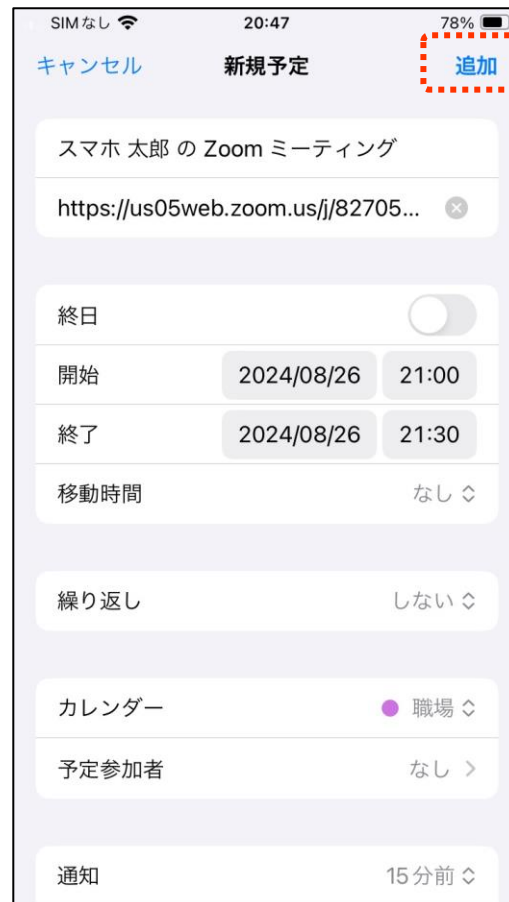 SIMなし 20:47 78%
キャンセル 新規予定 追加
スマホ 太郎 の Zoom ミーティング
https://us05web.zoom.us/j/82705...
終日
開始 2024/08/26 21:00
終了 2024/08/26 21:30
移動時間 なし
繰り返し しない
カレンダー 職場
予定参加者 なし
通知 15分前